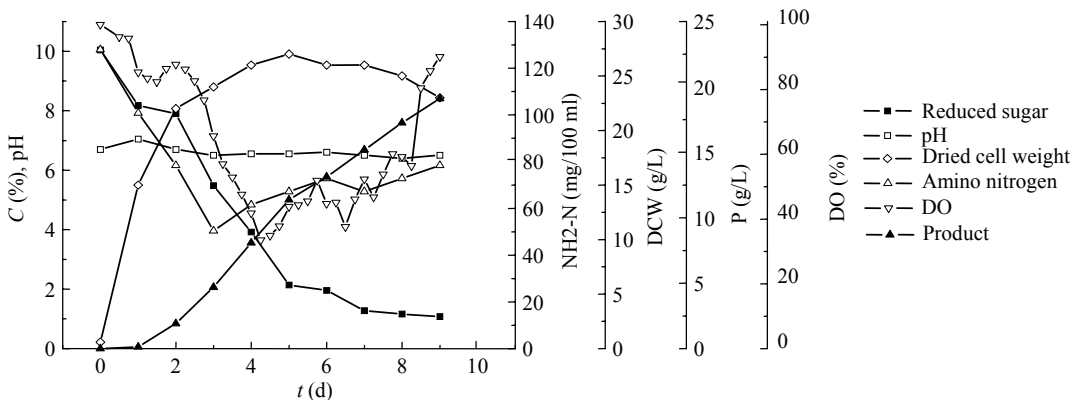 C (%), pH
10
8
6
4
2
0
0 2 4 6 8 10
t (d)
140
120
100
80
60
40
20
0
NH2-N (mg/100 ml)
30
25
20
15
10
5
0
DCW (g/L)
25
20
15
10
5
0
P (g/L)
100
80
60
40
20
0
DO (%)
Reduced sugar
pH
Dried cell weight
Amino nitrogen
DO
Product